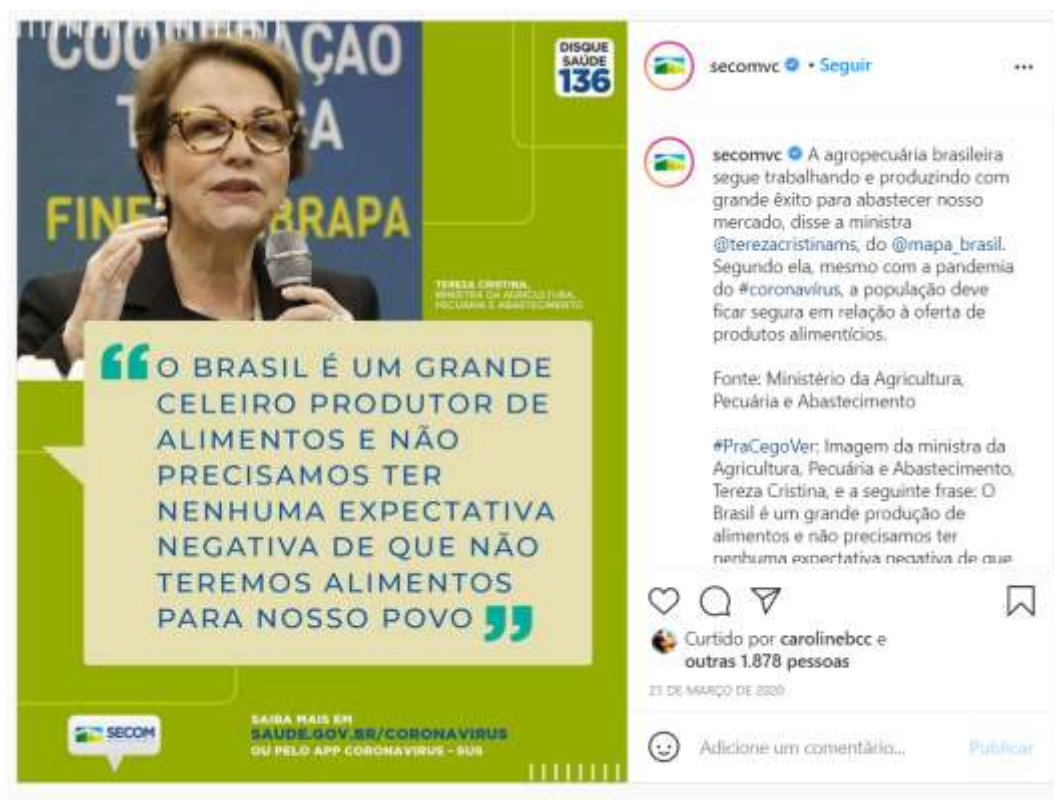 DISQUE
SAÚDE
136
TEREZA CRISTINA,
MINISTRA DA AGRICULTURA,
PECUÁRIA E ABASTECIMENTO
“O BRASIL É UM GRANDE
CELEIRO PRODUTOR DE
ALIMENTOS E NÃO
PRECISAMOS TER
NENHUMA EXPECTATIVA
NEGATIVA DE QUE NÃO
TEREMOS ALIMENTOS
PARA NOSSO POVO”
SECOM
SAIBA MAIS EM
SAUDE.GOV.BR/CORONAVIRUS
OU PELO APP CORONAVIRUS - SUS
secomvc • Seguir
secomvc A agropecuária brasileira
segue trabalhando e produzindo com
grande êxito para abastecer nosso
mercado, disse a ministra
@terezacristinams, do @mapa_brasil.
Segundo ela, mesmo com a pandemia
do #coronavírus, a população deve
ficar segura em relação à oferta de
produtos alimentícios.
Fonte: Ministério da Agricultura,
Pecuária e Abastecimento
#PraCegoVer: Imagem da ministra da
Agricultura, Pecuária e Abastecimento,
Tereza Cristina, e a seguinte frase: O
Brasil é um grande produção de
alimentos e não precisamos ter
nenhuma expectativa negativa de que
Curtido por carolinebcc e
outras 1.878 pessoas
DE MARÇO DE 2020
Adicione um comentário...
Publicar